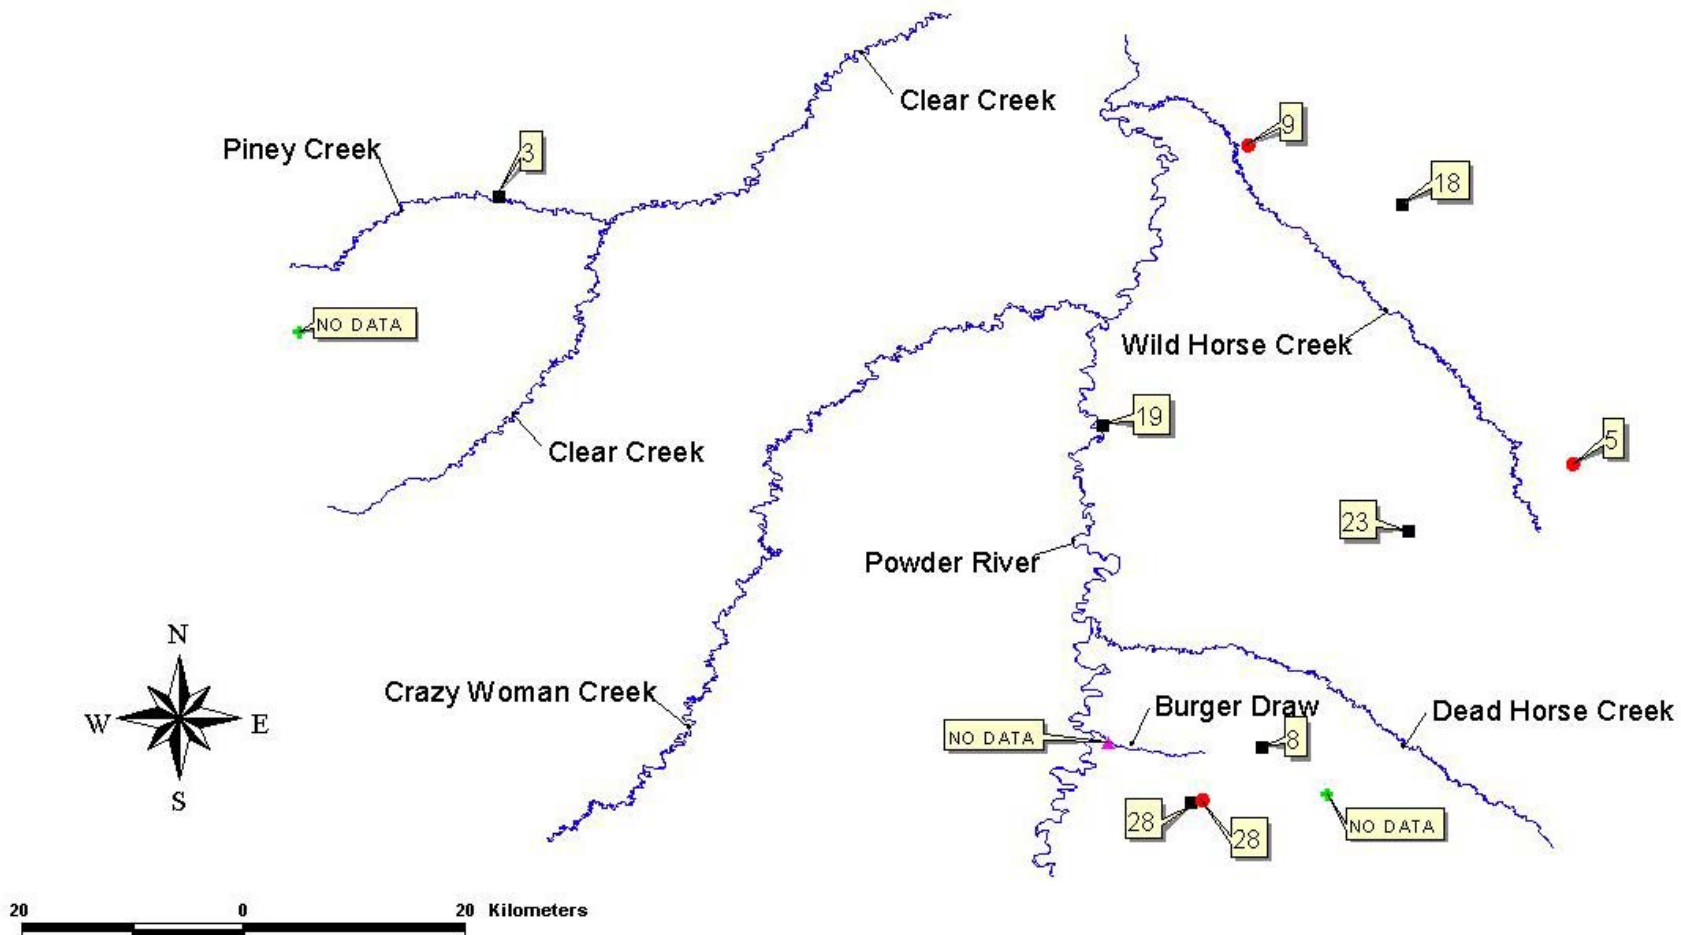 Clear Creek
9
Piney Creek
3
18
NO DATA
Wild Horse Creek
19
5
Clear Creek
23
Powder River
N
W
E
S
Crazy Woman Creek
Burger Draw
Dead Horse Creek
NO DATA
8
28
28
NO DATA
20 0 20 Kilometers